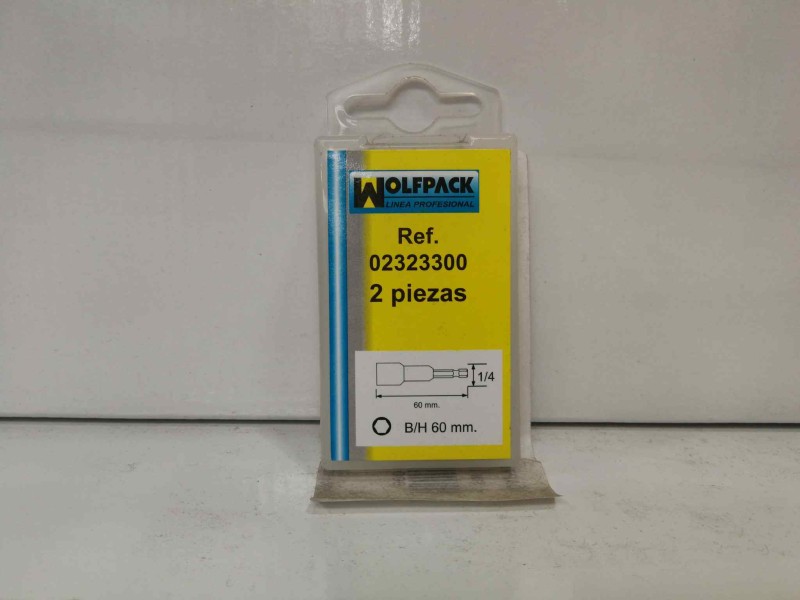 WOLFPACK
LINEA PROFESIONAL
Ref.
02323300
2 piezas
1/4
60 mm.
B/H 60 mm.